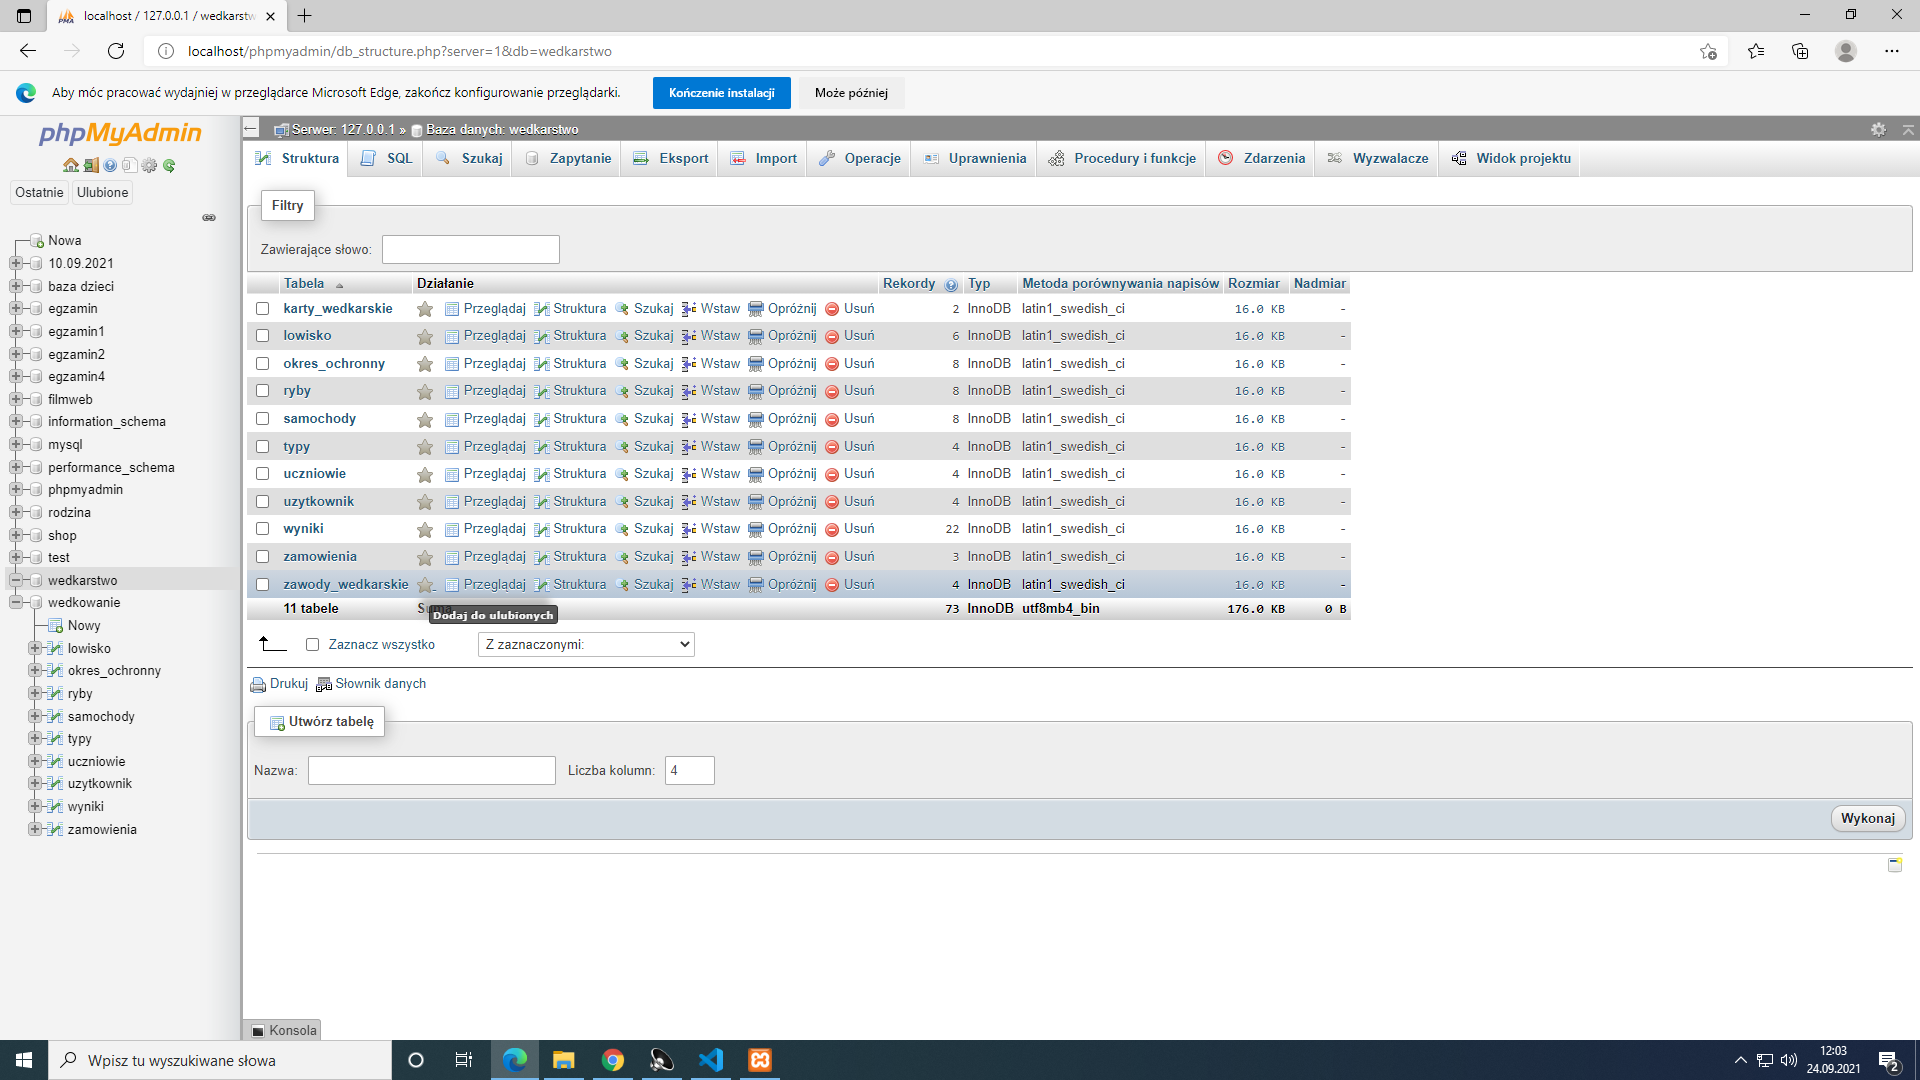 localhost / 127.0.0.1 / wedkarstw
localhost/phpmyadmin/db_structure.php?server=1&db=wedkarstwo
Aby móc pracować wydajniej w przeglądarce Microsoft Edge, zakończ konfigurowanie przeglądarki. Kończenie instalacji Może później
phpMyAdmin
Ostatnie Ulubione
Nowa
10.09.2021
baza dzieci
egzamin
egzamin1
egzamin2
egzamin4
filmweb
information_schema
mysql
performance_schema
phpmyadmin
rodzina
shop
test
wedkarstwo
wedkowanie
Nowy
lowisko
okres_ochronny
ryby
samochody
typy
uczniowie
uzytkownik
wyniki
zamowienia
Serwer: 127.0.0.1 » Baza danych: wedkarstwo
Struktura SQL Szukaj Zapytanie Eksport Import Operacje Uprawnienia Procedury i funkcje Zdarzenia Wyzwalacze Widok projektu
Filtry
Zawierające słowo:
Tabela Działanie Rekordy Typ Metoda porównywania napisów Rozmiar Nadmiar
karty_wedkarskie Przeglądaj Struktura Szukaj Wstaw Opróżnij Usuń 2 InnoDB latin1_swedish_ci 16.0 KB -
lowisko Przeglądaj Struktura Szukaj Wstaw Opróżnij Usuń 6 InnoDB latin1_swedish_ci 16.0 KB -
okres_ochronny Przeglądaj Struktura Szukaj Wstaw Opróżnij Usuń 8 InnoDB latin1_swedish_ci 16.0 KB -
ryby Przeglądaj Struktura Szukaj Wstaw Opróżnij Usuń 8 InnoDB latin1_swedish_ci 16.0 KB -
samochody Przeglądaj Struktura Szukaj Wstaw Opróżnij Usuń 8 InnoDB latin1_swedish_ci 16.0 KB -
typy Przeglądaj Struktura Szukaj Wstaw Opróżnij Usuń 4 InnoDB latin1_swedish_ci 16.0 KB -
uczniowie Przeglądaj Struktura Szukaj Wstaw Opróżnij Usuń 4 InnoDB latin1_swedish_ci 16.0 KB -
uzytkownik Przeglądaj Struktura Szukaj Wstaw Opróżnij Usuń 4 InnoDB latin1_swedish_ci 16.0 KB -
wyniki Przeglądaj Struktura Szukaj Wstaw Opróżnij Usuń 22 InnoDB latin1_swedish_ci 16.0 KB -
zamowienia Przeglądaj Struktura Szukaj Wstaw Opróżnij Usuń 3 InnoDB latin1_swedish_ci 16.0 KB -
zawody_wedkarskie Przeglądaj Struktura Szukaj Wstaw Opróżnij Usuń 4 InnoDB latin1_swedish_ci 16.0 KB -
11 tabele Suma 73 InnoDB utf8mb4_bin 176.0 KB 0 B
Dodaj do ulubionych
Zaznacz wszystko Z zaznaczonymi:
Drukuj Słownik danych
Utwórz tabelę
Nazwa: Liczba kolumn: 4
Wykonaj
Konsola
Wpisz tu wyszukiwane słowa
12:03
24.09.2021
2